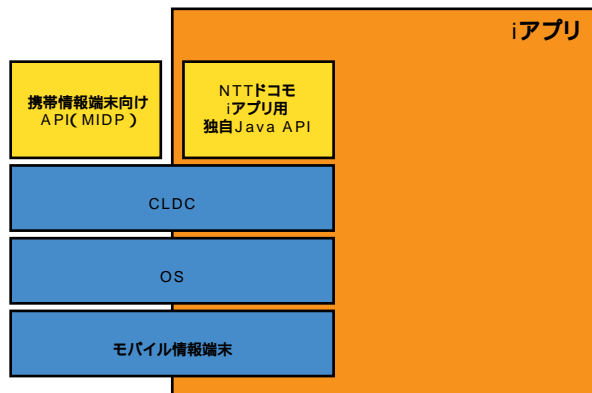 iアプリ
携帯情報端末向け
API(MIDP)
NTTドコモ
iアプリ用
独自Java API
CLDC
OS
モバイル情報端末